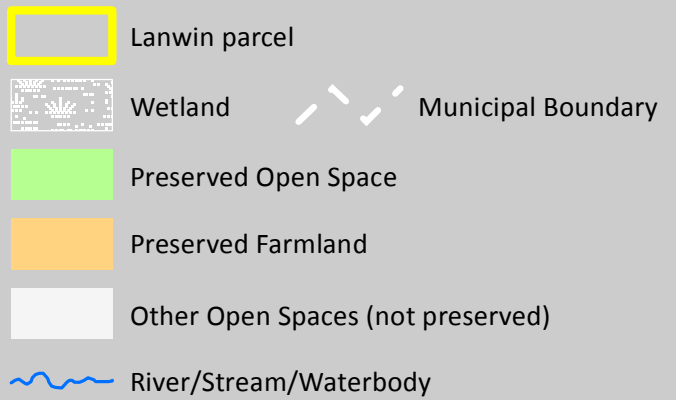 Lanwin parcel
Wetland
Municipal Boundary
Preserved Open Space
Preserved Farmland
Other Open Spaces (not preserved)
River/Stream/Waterbody